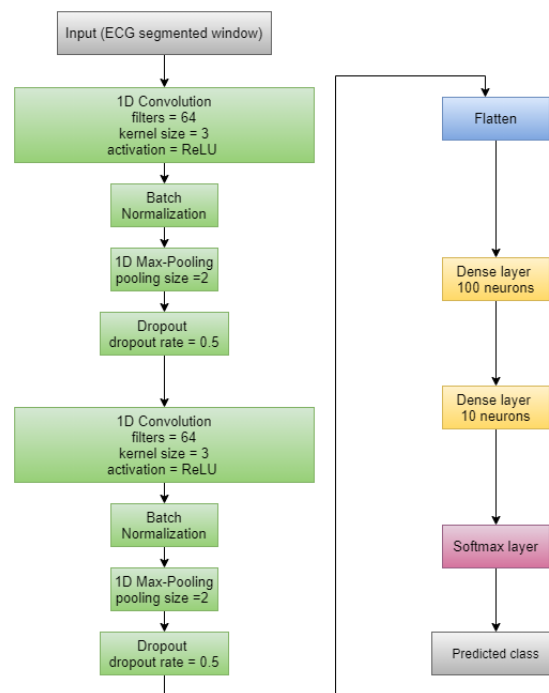 Input (ECG segmented window)
1D Convolution
filters = 64
kernel size = 3
activation = ReLU
Batch
Normalization
1D Max-Pooling
pooling size =2
Dropout
dropout rate = 0.5
1D Convolution
filters = 64
kernel size = 3
activation = ReLU
Batch
Normalization
1D Max-Pooling
pooling size =2
Dropout
dropout rate = 0.5
Flatten
Dense layer
100 neurons
Dense layer
10 neurons
Softmax layer
Predicted class